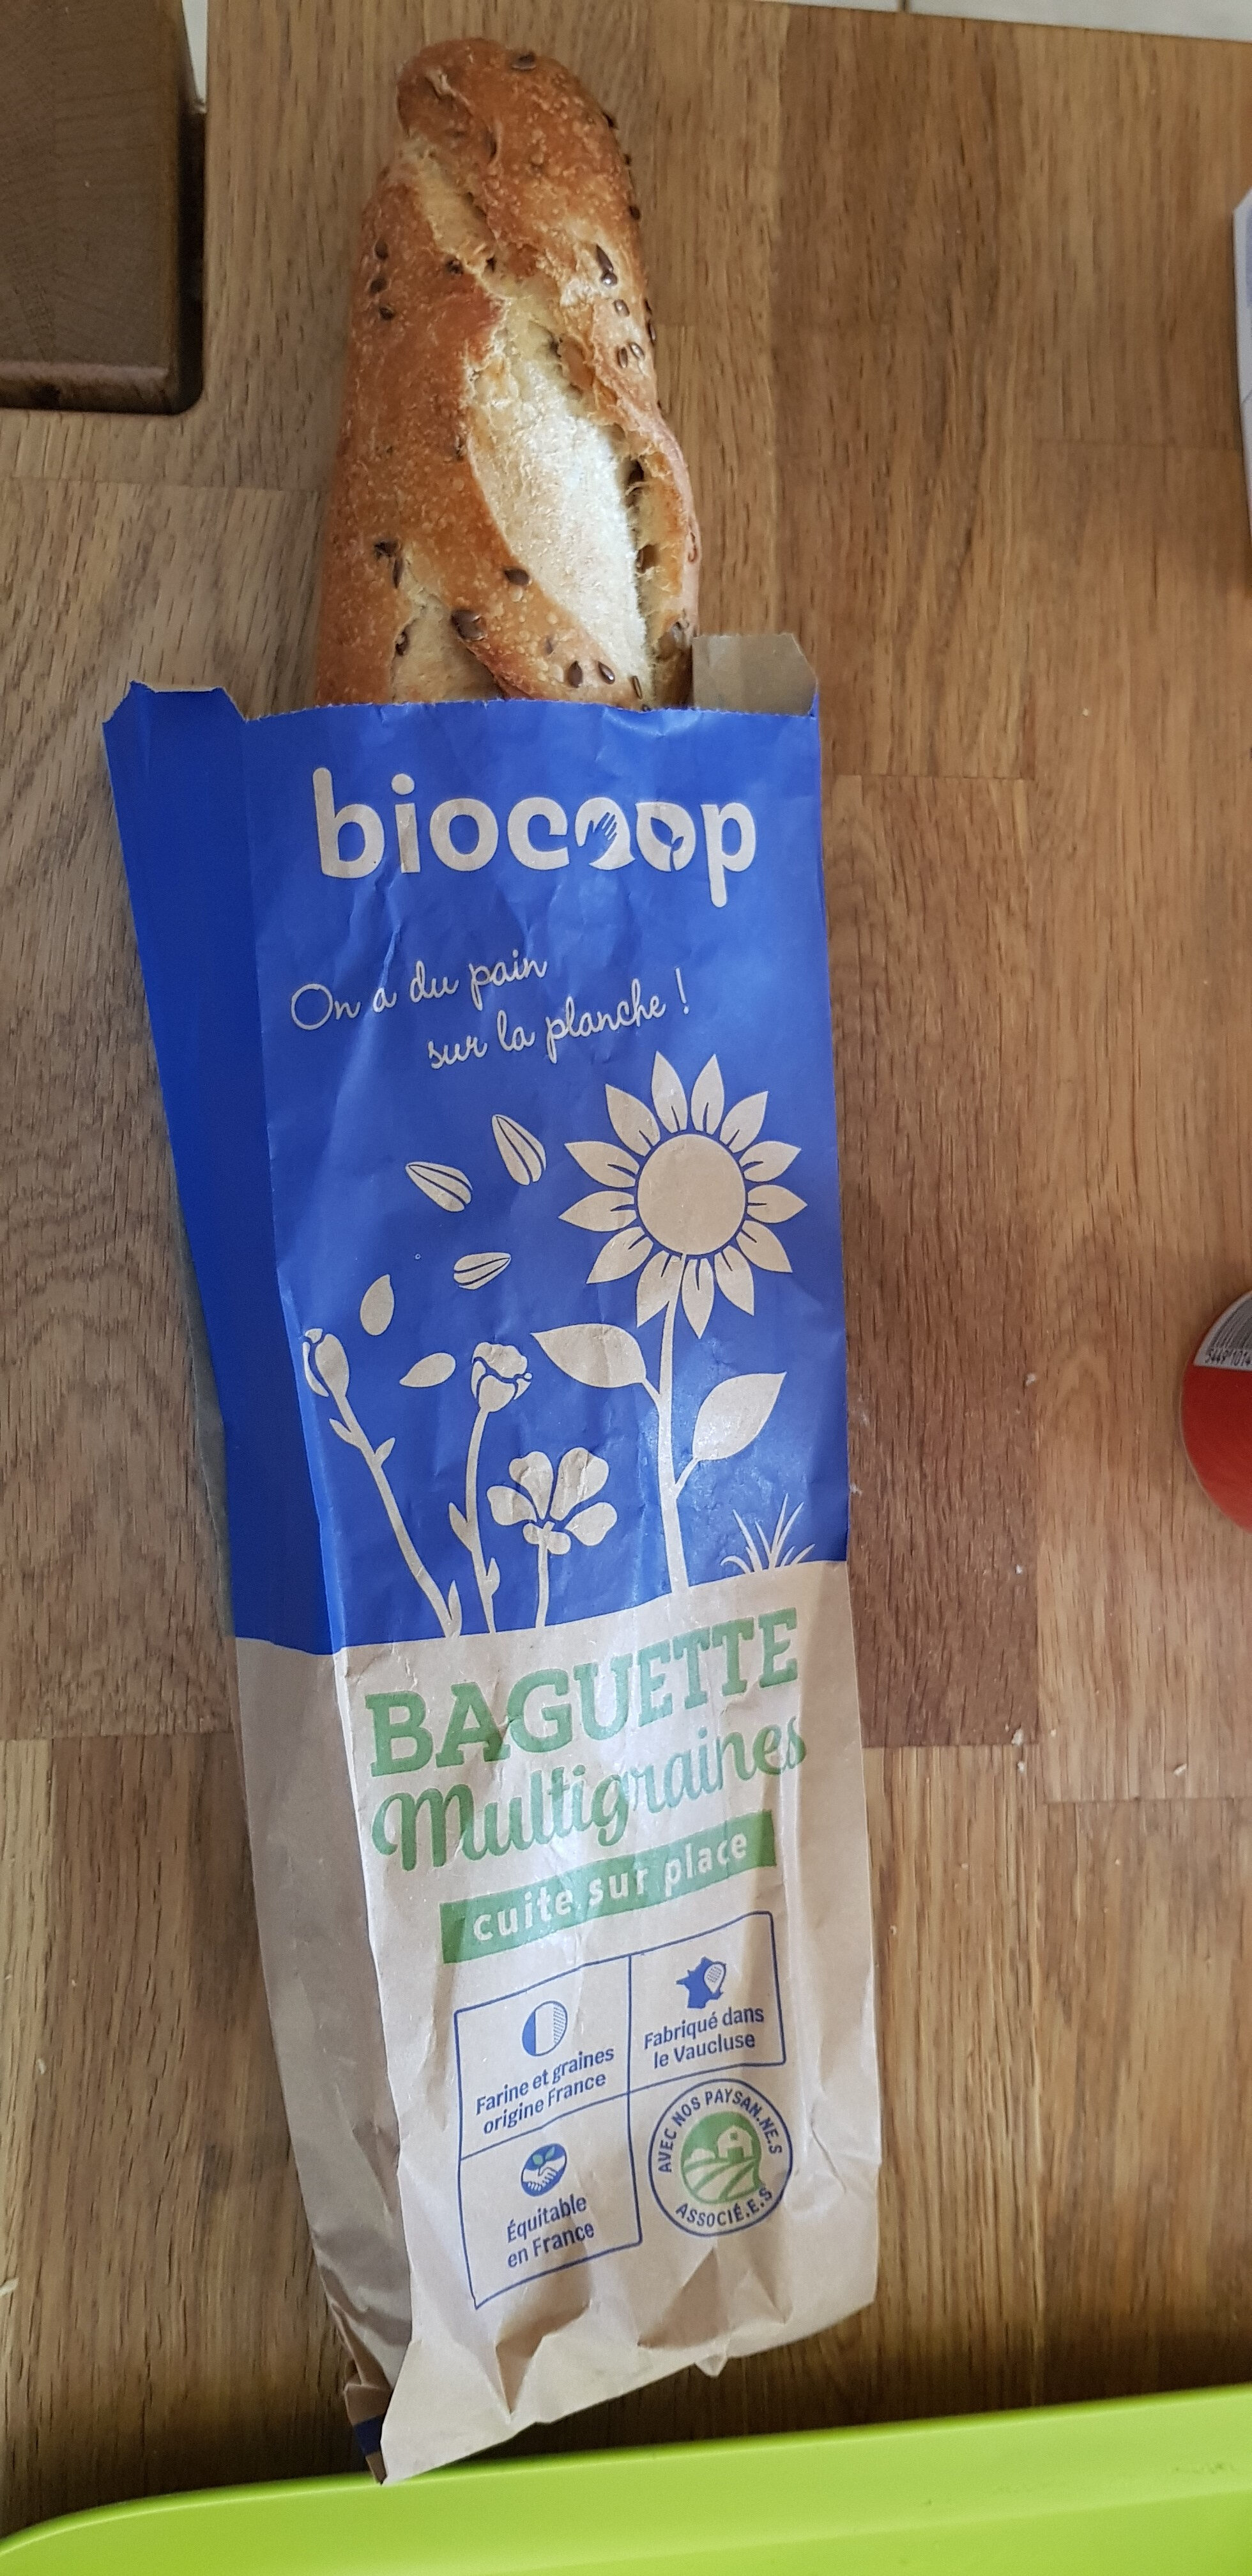 biocoop
On a du pain
sur la planche !
BAGUETTE
Multigraines
cuite sur place
Farine et graines
origine France
Fabriqué dans
le Vaucluse
Équitable
en France
AVEC NOS PAYSAN.NE.S
ASSOCIÉ.E.S